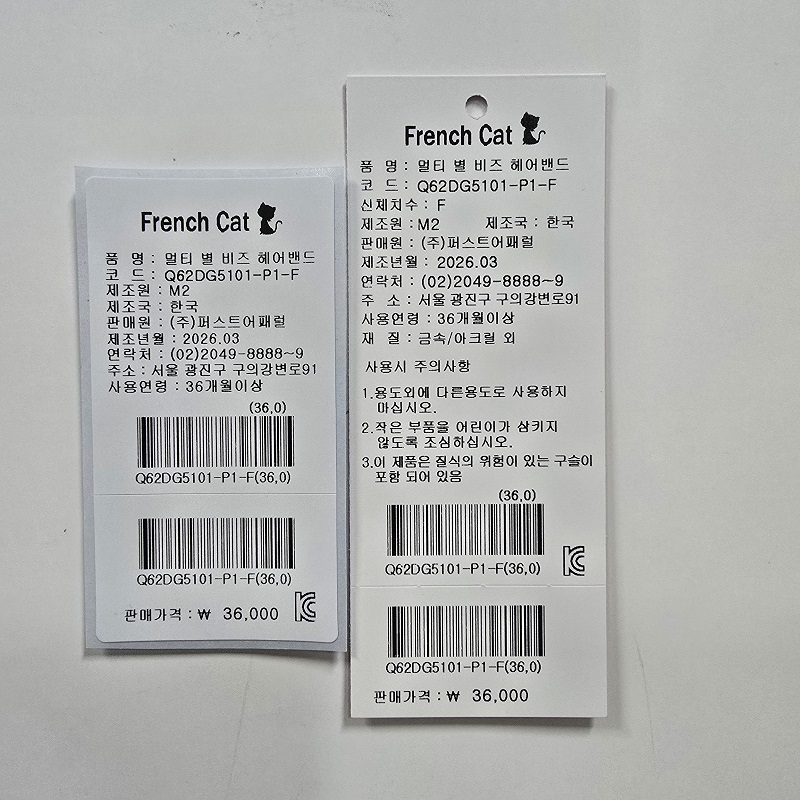 French Cat
품 명 : 멀티 별 비즈 헤어밴드
코 드 : Q62DG5101-P1-F
제조원 : M2
제조국 : 한국
판매원 : (주)퍼스트어패럴
제조년월 : 2026.03
연락처 : (02)2049-8888~9
주소 : 서울 광진구 구의강변로91
사용연령 : 36개월이상
(36,0)
Q62DG5101-P1-F(36,0)
Q62DG5101-P1-F(36,0)
판매가격 : ₩ 36,000
French Cat
품 명 : 멀티 별 비즈 헤어밴드
코 드 : Q62DG5101-P1-F
신체치수 : F
제조원 : M2 제조국 : 한국
판매원 : (주)퍼스트어패럴
제조년월 : 2026.03
연락처 : (02)2049-8888~9
주 소 : 서울 광진구 구의강변로91
사용연령 : 36개월이상
재 질 : 금속/아크릴 외
사용시 주의사항
1.용도외에 다른용도로 사용하지
마십시오.
2.작은 부품을 어린이가 삼키지
않도록 조심하십시오.
3.이 제품은 질식의 위험이 있는 구슬이
포함 되어 있음
(36,0)
Q62DG5101-P1-F(36,0)
Q62DG5101-P1-F(36,0)
판매가격 : ₩ 36,000